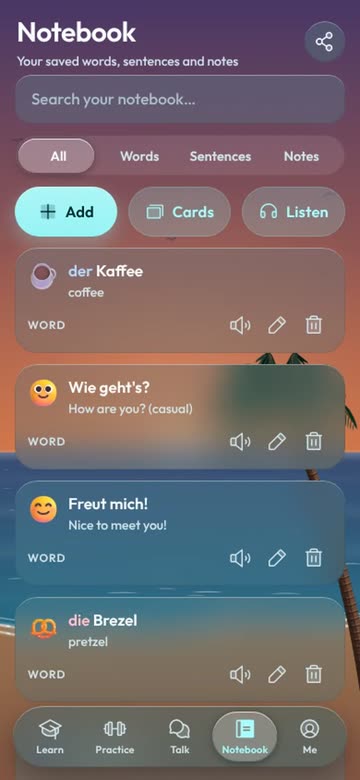 Notebook
Your saved words, sentences and notes
Search your notebook...
All Words Sentences Notes
Add Cards Listen
der Kaffee
coffee
WORD
Wie geht's?
How are you? (casual)
WORD
Freut mich!
Nice to meet you!
WORD
die Brezel
pretzel
WORD
Learn Practice Talk Notebook Me